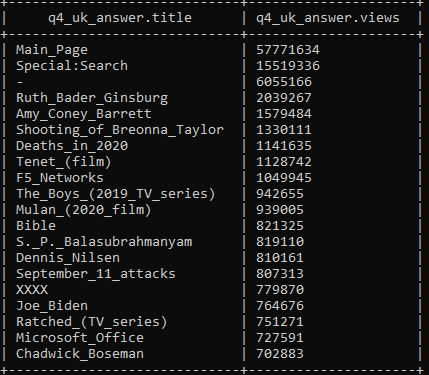 q4_uk_answer.title | q4_uk_answer.views
Main_Page | 57771634
Special:Search | 15519336
- | 6055166
Ruth_Bader_Ginsburg | 2039267
Amy_Coney_Barrett | 1579484
Shooting_of_Breonna_Taylor | 1330111
Deaths_in_2020 | 1141635
Tenet_(film) | 1128742
F5_Networks | 1049945
The_Boys_(2019_TV_series) | 942655
Mulan_(2020_film) | 939005
Bible | 821325
S._P._Balasubrahmanyam | 819110
Dennis_Nilsen | 810161
September_11_attacks | 807313
XXXX | 779870
Joe_Biden | 764676
Ratched_(TV_series) | 751271
Microsoft_Office | 727591
Chadwick_Boseman | 702883